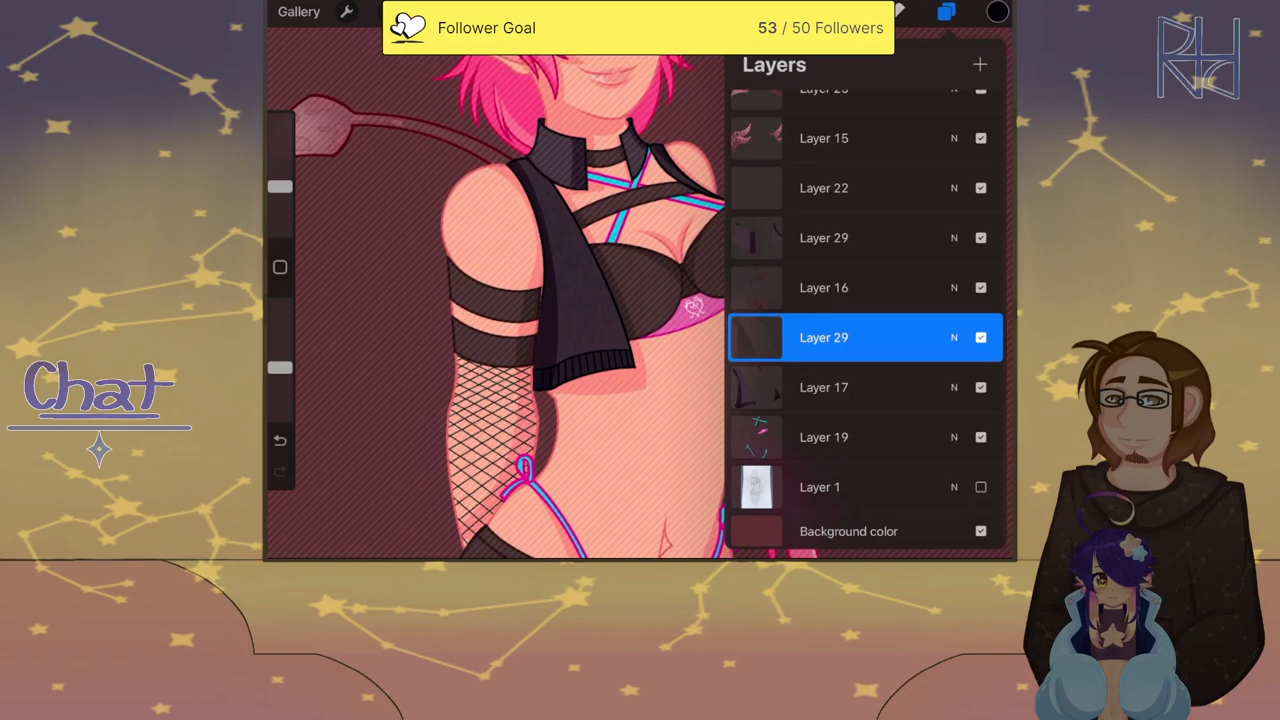 Gallery
Follower Goal 53 / 50 Followers
Layers
Layer 15 N
Layer 22 N
Layer 29 N
Layer 16 N
Layer 29 N
Layer 17 N
Layer 19 N
Layer 1 N
Background color
Chat